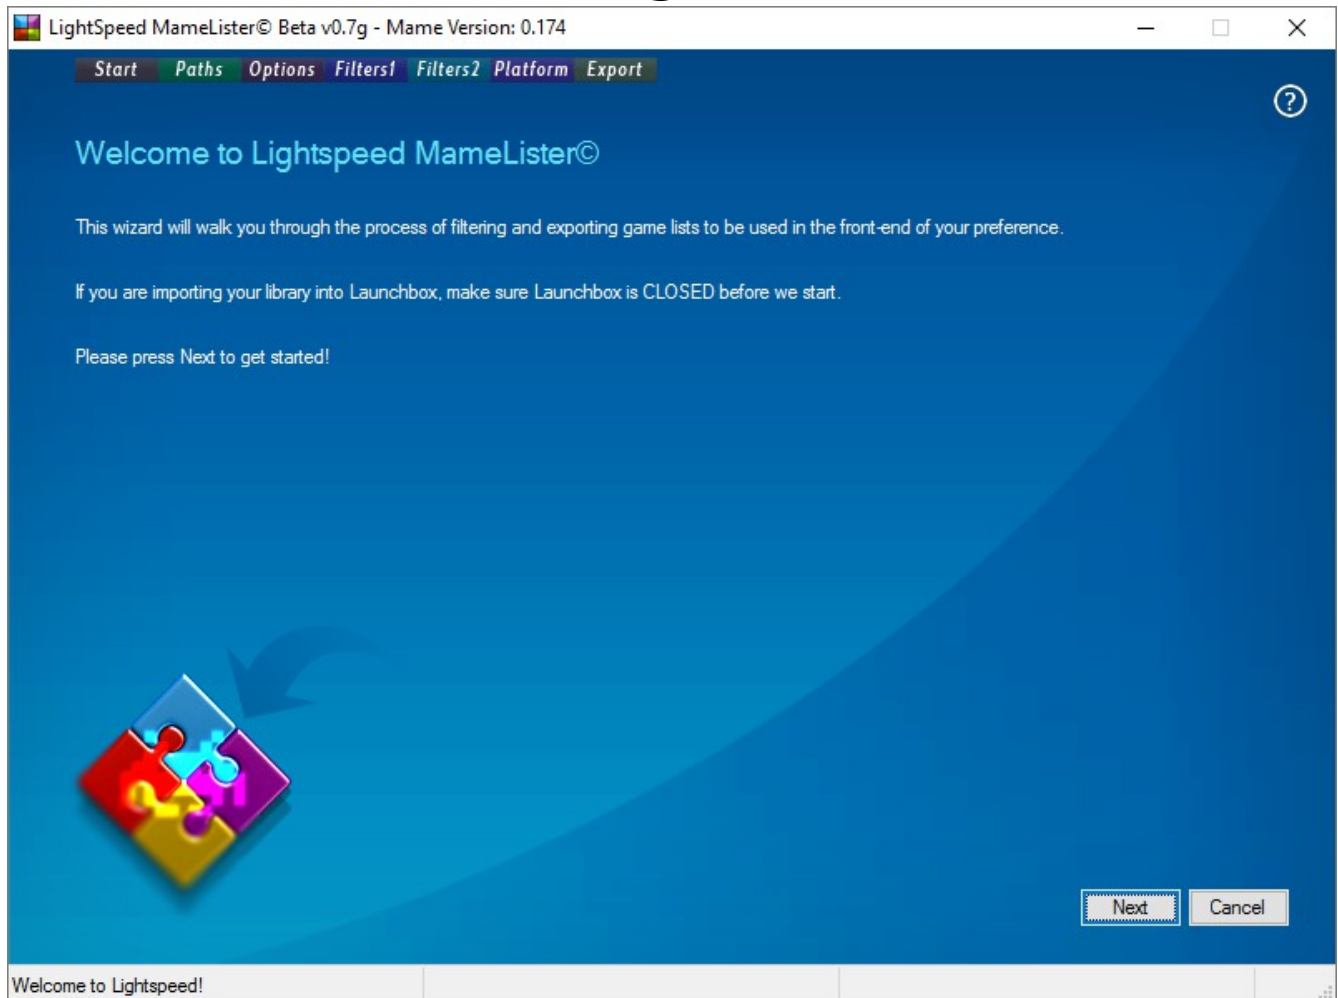 LightSpeed MameLister© Beta v0.7g - Mame Version: 0.174
Start Paths Options Filters1 Filters2 Platform Export
?
Welcome to Lightspeed MameLister©
This wizard will walk you through the process of filtering and exporting game lists to be used in the front-end of your preference.
If you are importing your library into Launchbox, make sure Launchbox is CLOSED before we start.
Please press Next to get started!
Next Cancel
Welcome to Lightspeed!